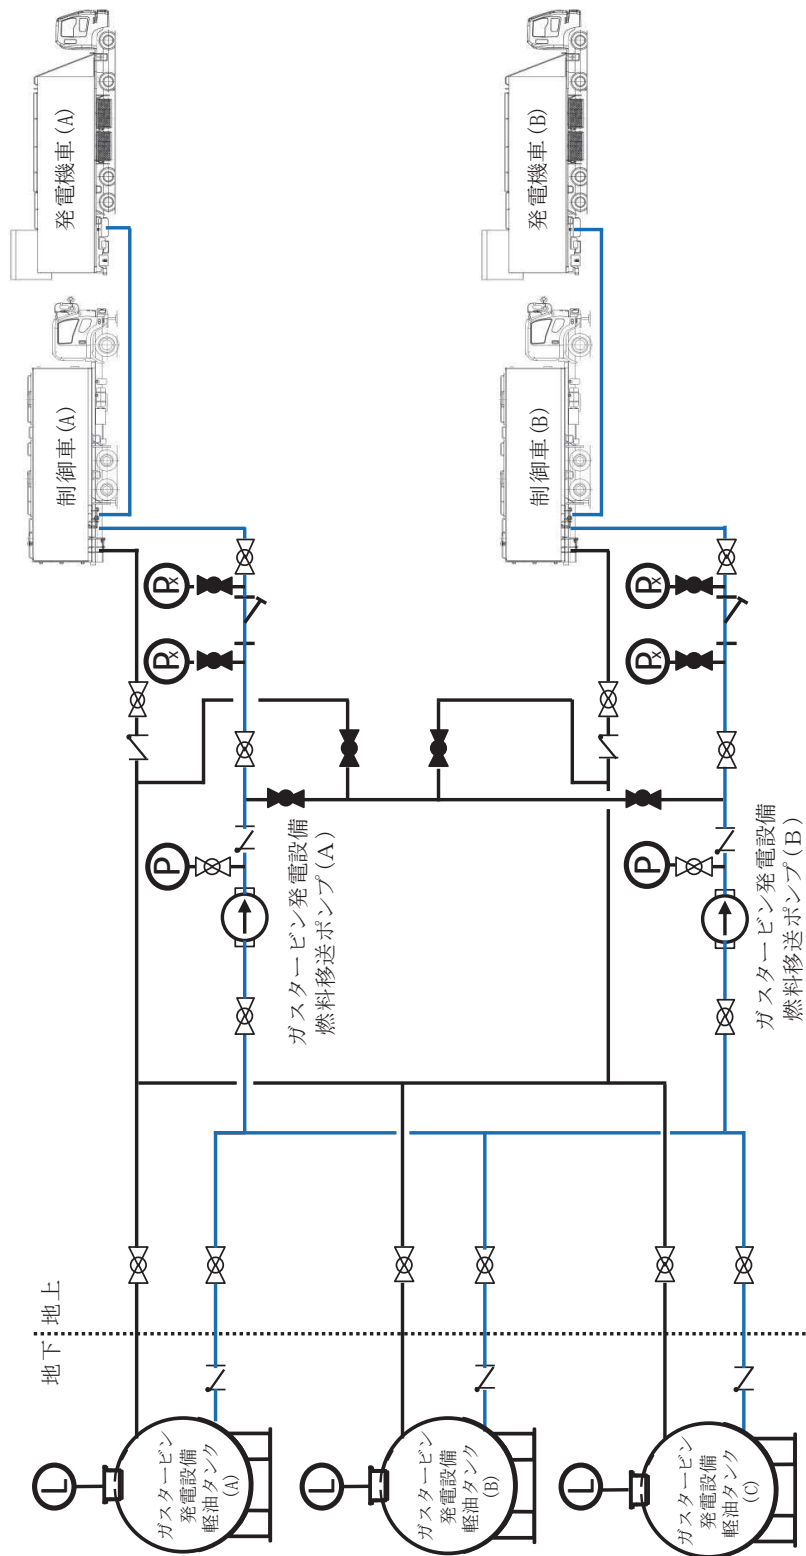 発電機車(A)
制御車(A)
発電機車(B)
制御車(B)
Px
Px
Px
Px
P
P
ガスタービン発電設備
燃料移送ポンプ(A)
ガスタービン発電設備
燃料移送ポンプ(B)
地上
地下
L
L
L
ガスタービン
発電設備
軽油タンク
(A)
ガスタービン
発電設備
軽油タンク
(B)
ガスタービン
発電設備
軽油タンク
(C)